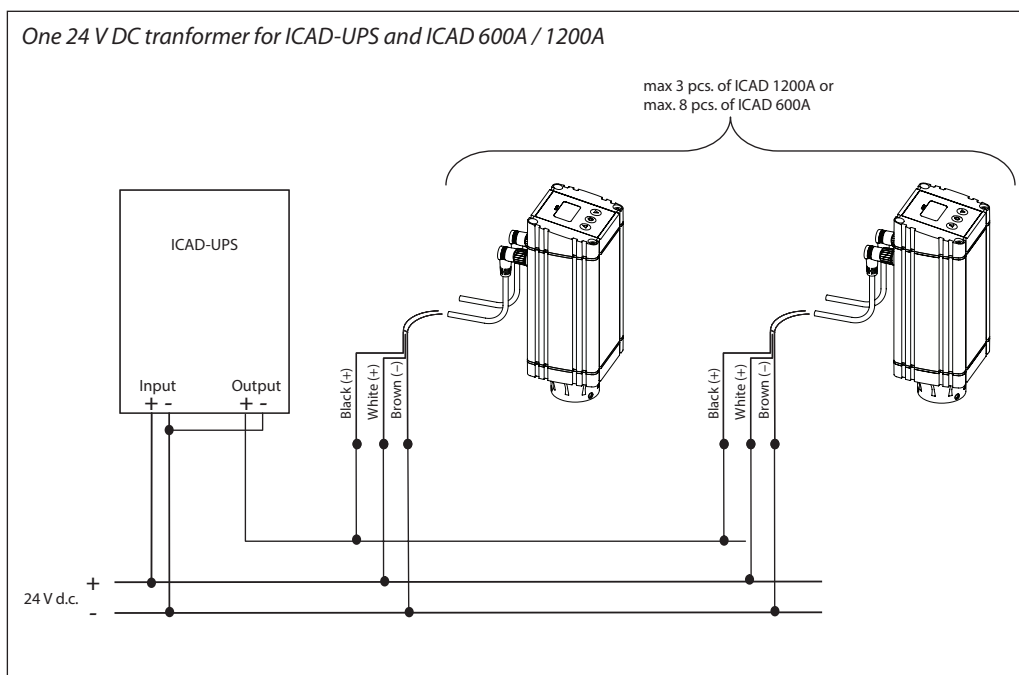 One 24 V DC tranformer for ICAD-UPS and ICAD 600A / 1200A
max 3 pcs. of ICAD 1200A or
max. 8 pcs. of ICAD 600A
ICAD-UPS
Input Output
+ - + -
Black (+)
White (+)
Brown (–)
Black (+)
White (+)
Brown (–)
+
24 V d.c.
-